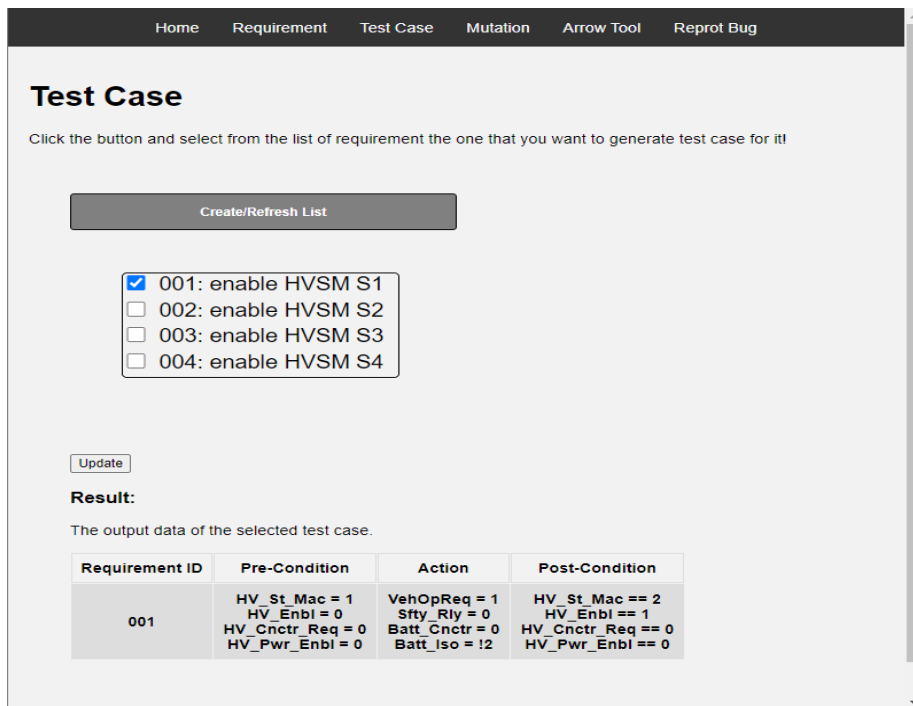 Home Requirement Test Case Mutation Arrow Tool Reprot Bug
Test Case
Click the button and select from the list of requirement the one that you want to generate test case for it!
Create/Refresh List
001: enable HVSM S1
002: enable HVSM S2
003: enable HVSM S3
004: enable HVSM S4
Update
Result:
The output data of the selected test case.
Requirement ID Pre-Condition Action Post-Condition
HV_St_Mac = 1 VehOpReq = 1 HV_St_Mac == 2
HV_Enbl = 0 Sfty_Rly = 0 HV_Enbl == 1
001
HV_Cnctr_Req = 0 Batt_Cnctr = 0 HV_Cnctr_Req == 0
HV_Pwr_Enbl = 0 Batt_Iso = !2 HV_Pwr_Enbl == 0